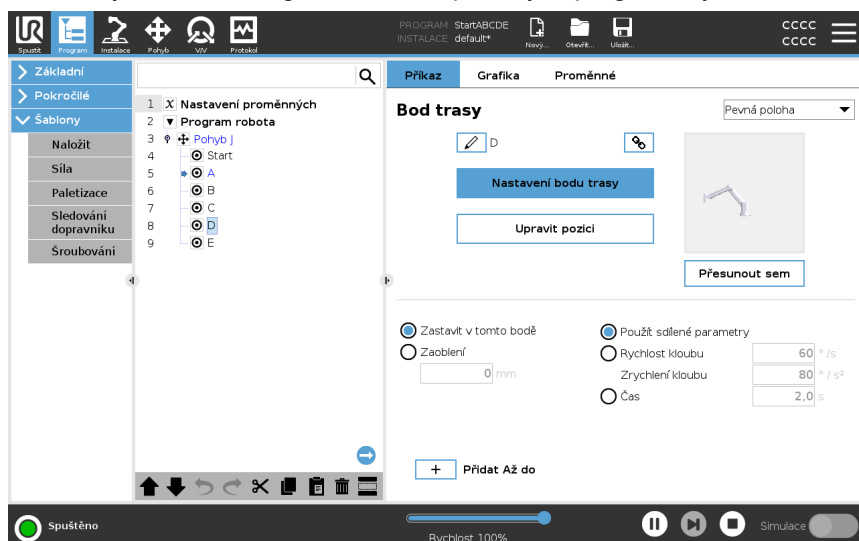 PROGRAM StartABCDE
INSTALACE default*
Spustit
Program
Instalace
Pohyb
V/V
Protokol
Nový...
Otevřít...
Uložit...
CCCC
CCCC
Základní
Pokročilé
Šablony
Naložit
Síla
Paletizace
Sledování
dopravníku
Šroubování
1 X Nastavení proměnných
2 Program robota
3 Pohyb J
4 Start
5 A
6 B
7 C
8 D
9 E
Příkaz
Grafika
Proměnné
Bod trasy
Pevná poloha
D
Nastavení bodu trasy
Upravit pozici
Přesunout sem
Zastavit v tomto bodě
Zaoblení
0 mm
Použít sdílené parametry
Rychlost kloubu 60 ° /s
Zrychlení kloubu 80 ° / s²
Čas 2,0 s
+ Přidat Až do
Spuštěno
Rychlost 100%
Simulace